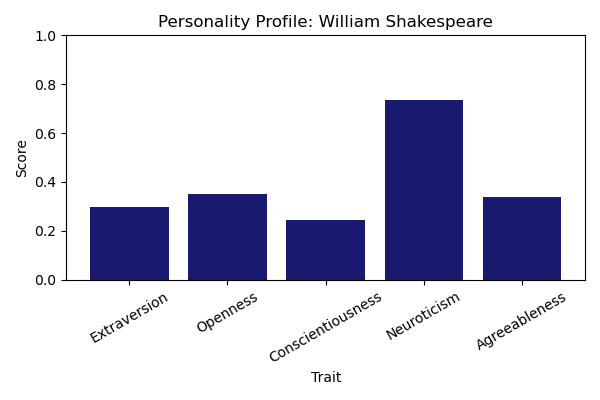 Personality Profile: William Shakespeare
1.0
0.8
0.6
0.4
0.2
0.0
Score
Extraversion
Openness
Conscientiousness
Neuroticism
Agreeableness
Trait